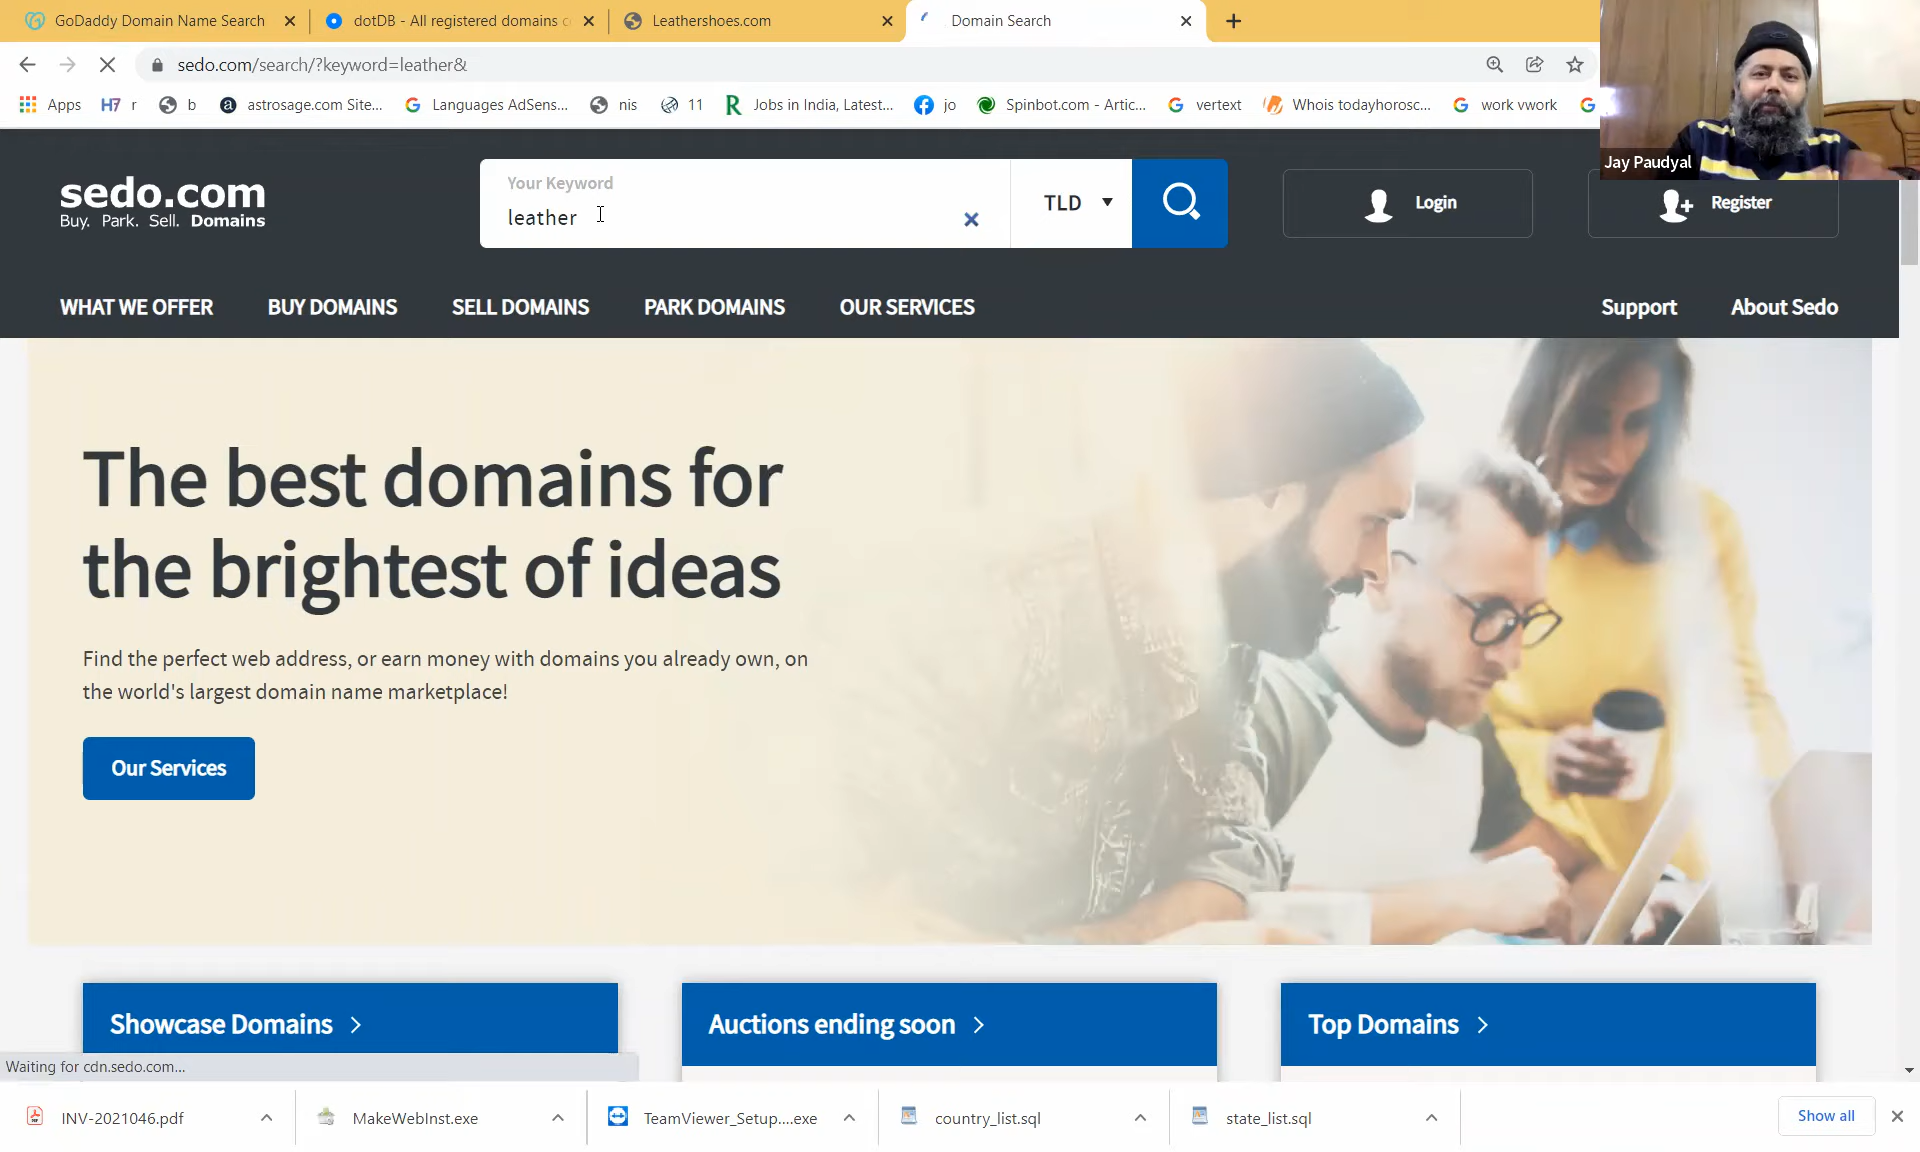 GoDaddy Domain Name Search
dotDB - All registered domains c
Leathershoes.com
Domain Search
sedo.com/search/?keyword=leather&
Apps
H7 r
b
astrosage.com Site...
Languages AdSens...
nis
11
Jobs in India, Latest...
jo
Spinbot.com - Artic...
vertext
Whois todayhorosc...
work vwork
Jay Paudyal
sedo.com
Buy. Park. Sell. Domains
Your Keyword
leather
TLD
Login
Register
WHAT WE OFFER
BUY DOMAINS
SELL DOMAINS
PARK DOMAINS
OUR SERVICES
Support
About Sedo
The best domains for
the brightest of ideas
Find the perfect web address, or earn money with domains you already own, on
the world's largest domain name marketplace!
Our Services
Showcase Domains
Auctions ending soon
Top Domains
Waiting for cdn.sedo.com...
INV-2021046.pdf
MakeWebInst.exe
TeamViewer_Setup....exe
country_list.sql
state_list.sql
Show all